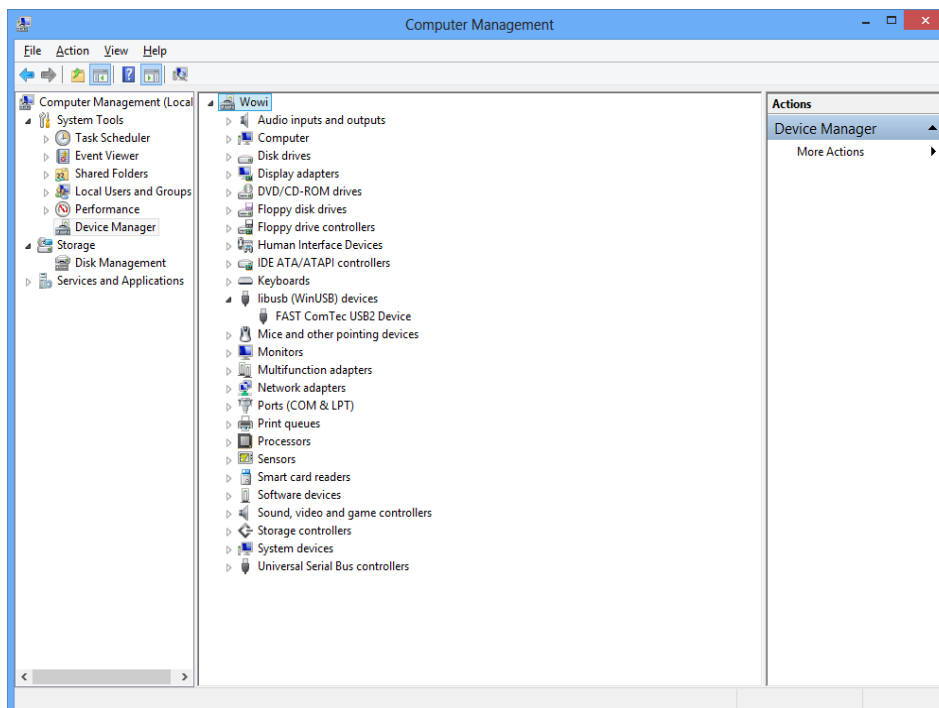 Computer Management
File Action View Help
Computer Management (Local
System Tools
Task Scheduler
Event Viewer
Shared Folders
Local Users and Groups
Performance
Device Manager
Storage
Disk Management
Services and Applications
Wowi
Audio inputs and outputs
Computer
Disk drives
Display adapters
DVD/CD-ROM drives
Floppy disk drives
Floppy drive controllers
Human Interface Devices
IDE ATA/ATAPI controllers
Keyboards
libusb (WinUSB) devices
FAST ComTec USB2 Device
Mice and other pointing devices
Monitors
Multifunction adapters
Network adapters
Ports (COM & LPT)
Print queues
Processors
Sensors
Smart card readers
Software devices
Sound, video and game controllers
Storage controllers
System devices
Universal Serial Bus controllers
Actions
Device Manager
More Actions